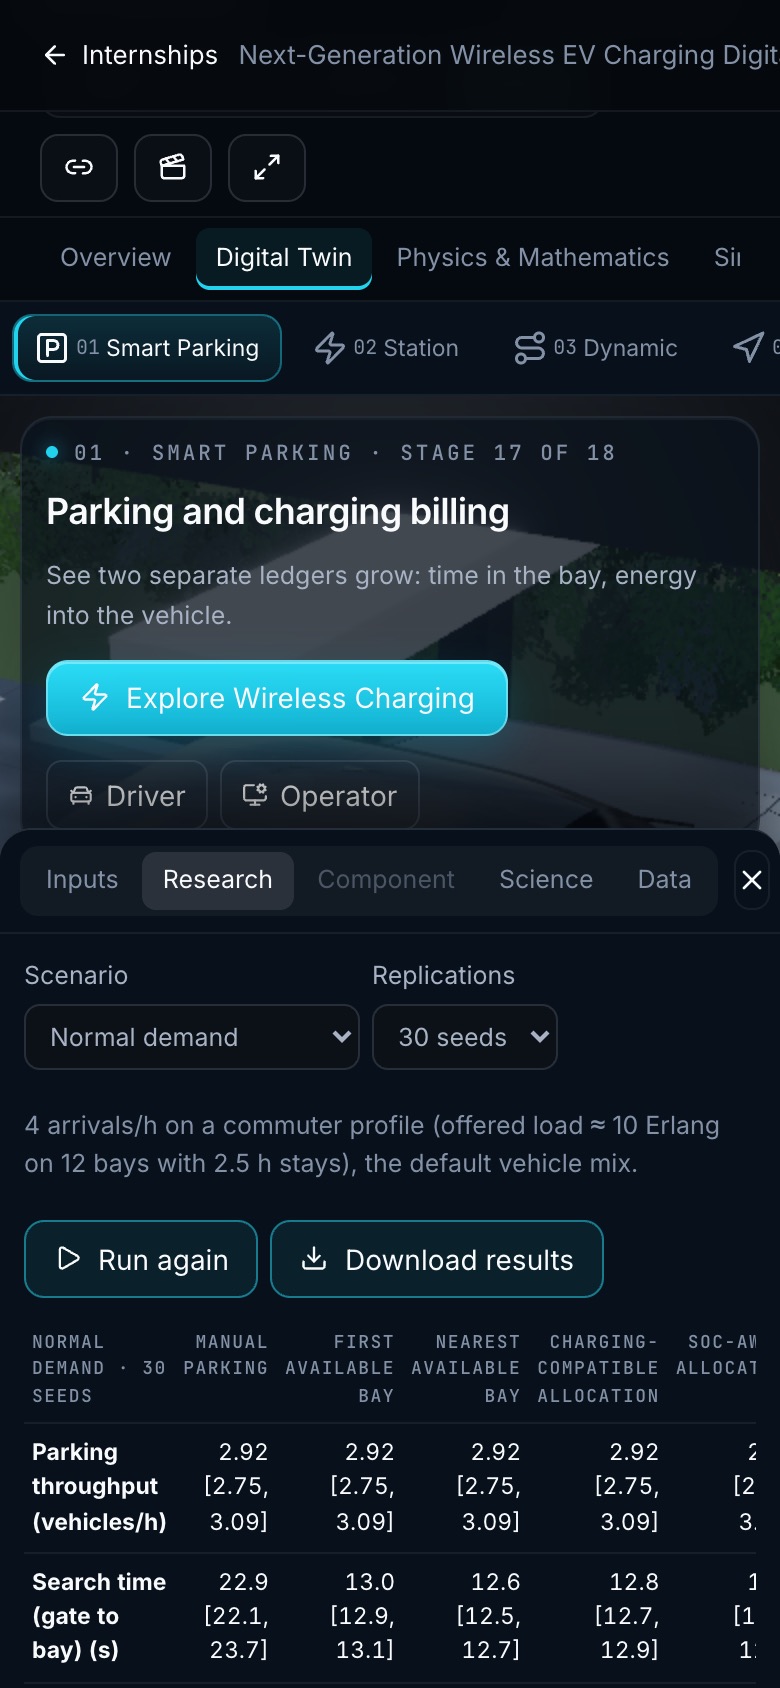 Internships Next-Generation Wireless EV Charging
Overview Digital Twin Physics & Mathematics
01 Smart Parking 02 Station 03 Dynamic
01 · SMART PARKING · STAGE 17 OF 18
Parking and charging billing
See two separate ledgers grow: time in the bay, energy
into the vehicle.
Explore Wireless Charging
Driver Operator
Inputs Research Component Science Data
Scenario Replications
Normal demand 30 seeds
4 arrivals/h on a commuter profile (offered load ≈ 10 Erlang
on 12 bays with 2.5 h stays), the default vehicle mix.
Run again Download results
NORMAL MANUAL FIRST NEAREST CHARGING-
DEMAND · 30 PARKING AVAILABLE AVAILABLE COMPATIBLE
SEEDS BAY BAY ALLOCATION
Parking 2.92 2.92 2.92 2.92
throughput [2.75, [2.75, [2.75, [2.75,
(vehicles/h) 3.09] 3.09] 3.09] 3.09]
Search time 22.9 13.0 12.6 12.8
(gate to [22.1, [12.9, [12.5, [12.7,
bay) (s) 23.7] 13.1] 12.7] 12.9]